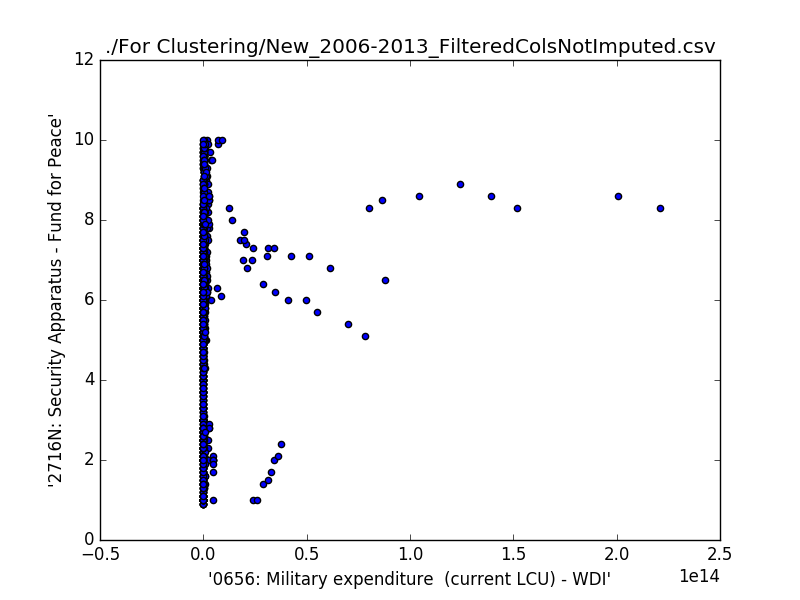 ./For Clustering/New_2006-2013_FilteredColsNotImputed.csv
12
10
8
6
4
2
0
'2716N: Security Apparatus - Fund for Peace'
−0.5 0.0 0.5 1.0 1.5 2.0 2.5
1e14
'0656: Military expenditure  (current LCU) - WDI'